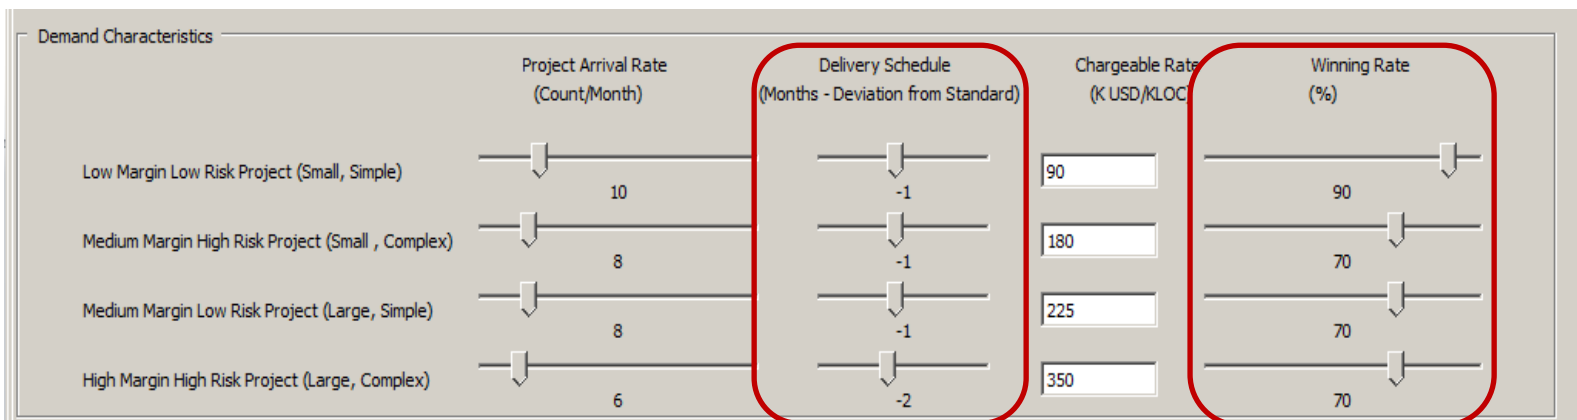 Demand Characteristics
Project Arrival Rate Delivery Schedule Chargeable Rate Winning Rate
(Count/Month) (Months - Deviation from Standard) (K USD/KLOC) (%)
Low Margin Low Risk Project (Small, Simple) 90
10 -1 90
Medium Margin High Risk Project (Small , Complex) 180
8 -1 70
Medium Margin Low Risk Project (Large, Simple) 225
8 -1 70
High Margin High Risk Project (Large, Complex) 350
6 -2 70